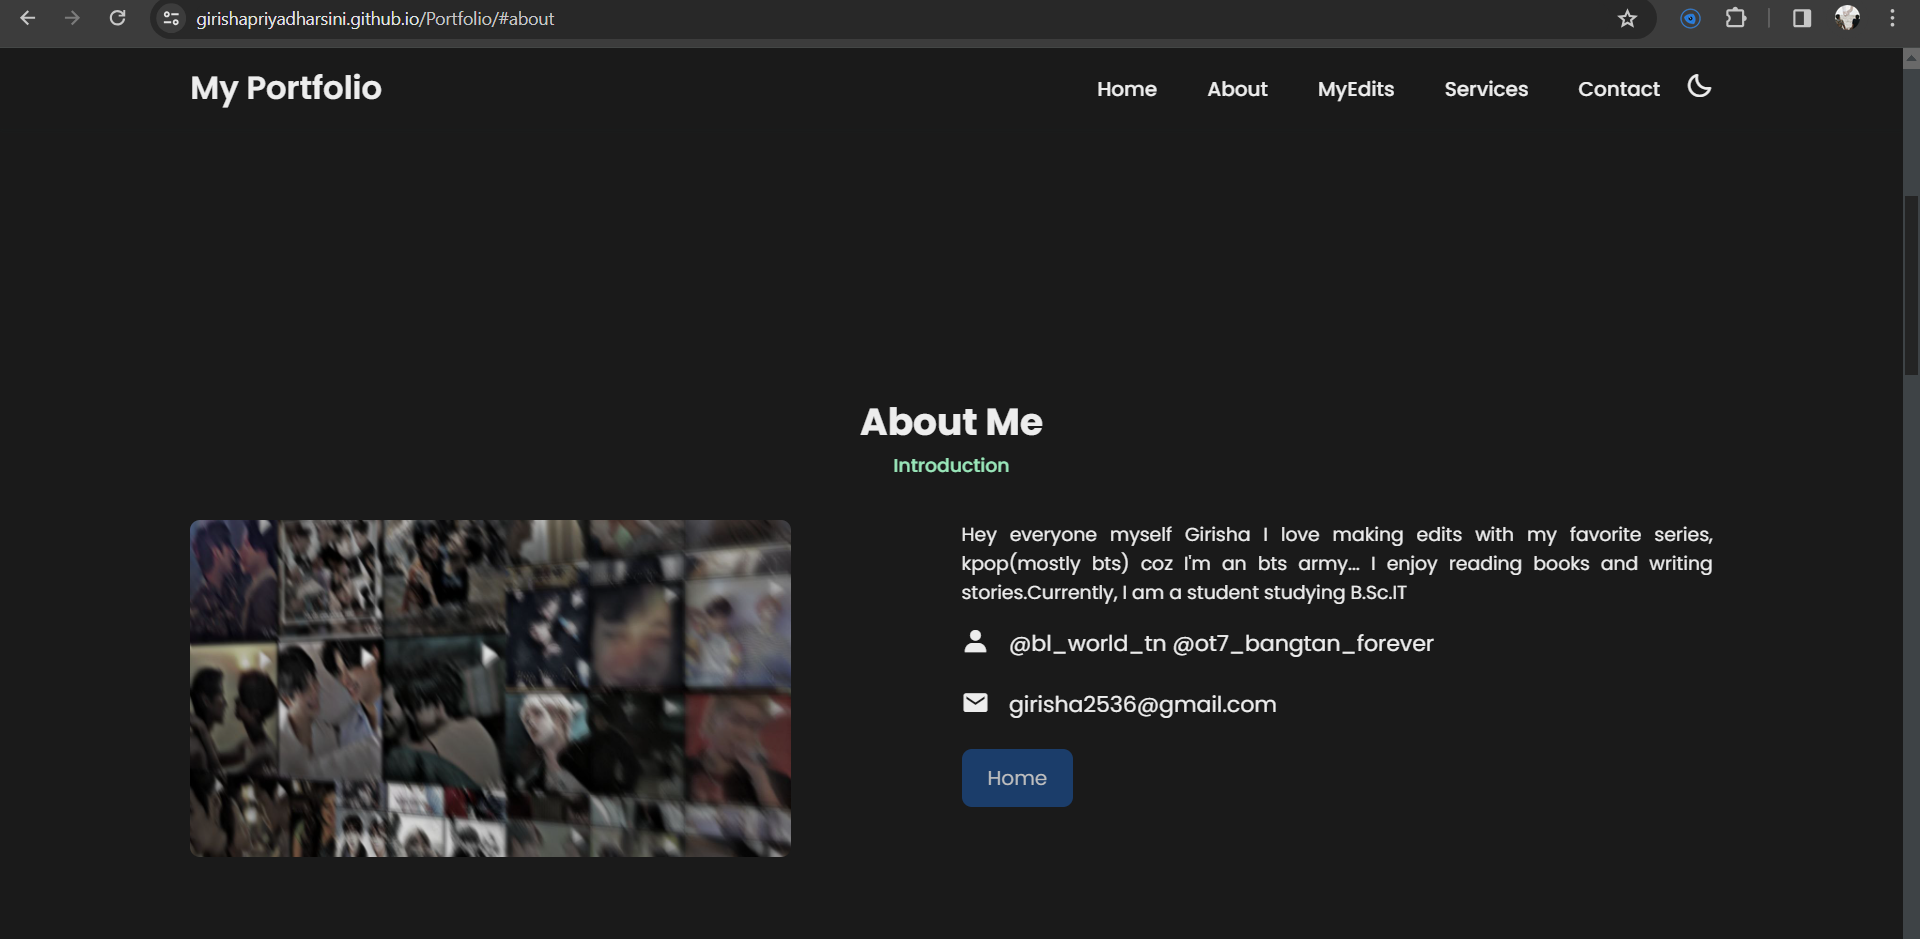 girishapriyadharsini.github.io/Portfolio/#about
My Portfolio
Home About MyEdits Services Contact
About Me
Introduction
Hey everyone myself Girisha I love making edits with my favorite series,
kpop(mostly bts) coz I'm an bts army... I enjoy reading books and writing
stories.Currently, I am a student studying B.Sc.IT
@bl_world_tn @ot7_bangtan_forever
girisha2536@gmail.com
Home